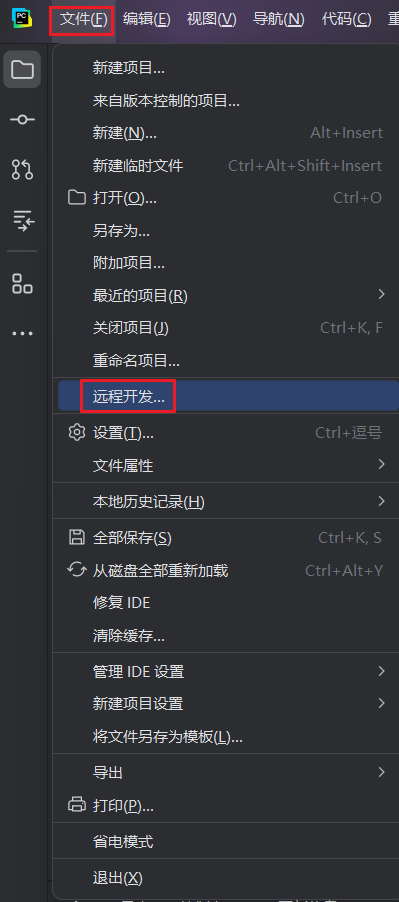 PC 文件(F) 编辑(E) 视图(V) 导航(N) 代码(C)
新建项目...
来自版本控制的项目...
新建(N)... Alt+Insert
新建临时文件 Ctrl+Alt+Shift+Insert
打开(O)... Ctrl+O
另存为...
附加项目...
最近的项目(R)
关闭项目(J) Ctrl+K, F
重命名项目...
远程开发...
设置(T)... Ctrl+逗号
文件属性
本地历史记录(H)
全部保存(S) Ctrl+K, S
从磁盘全部重新加载 Ctrl+Alt+Y
修复 IDE
清除缓存...
管理 IDE 设置
新建项目设置
将文件另存为模板(L)...
导出
打印(P)...
省电模式
退出(X)